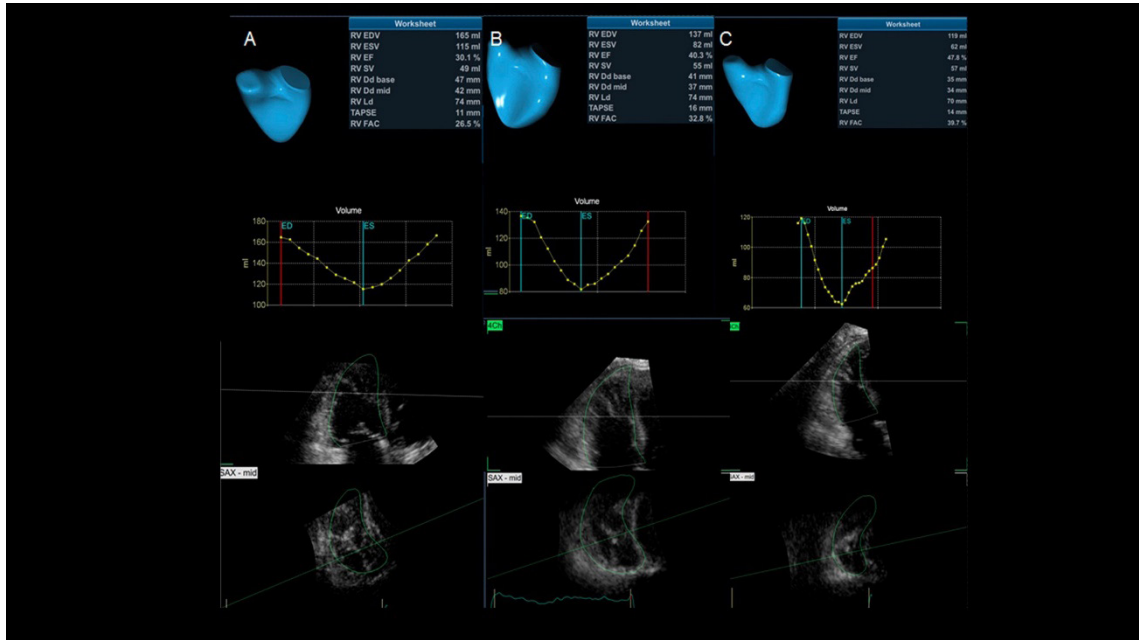 A
Worksheet
RV EDV 165 ml
RV ESV 115 ml
RV EF 30.1 %
RV SV 49 ml
RV Dd base 47 mm
RV Dd mid 42 mm
RV Ld 74 mm
TAPSE 11 mm
RV FAC 26.5 %
B
Worksheet
RV EDV 137 ml
RV ESV 82 ml
RV EF 40.3 %
RV SV 55 ml
RV Dd base 41 mm
RV Dd mid 37 mm
RV Ld 74 mm
TAPSE 16 mm
RV FAC 32.8 %
C
Worksheet
RV EDV 119 ml
RV ESV 62 ml
RV EF 47.8 %
RV SV 57 ml
RV Dd base 35 mm
RV Dd mid 34 mm
RV Ld 70 mm
TAPSE 14 mm
RV FAC 39.7 %
Volume
180
ED
ES
160
140
ml
120
100
Volume
140
ED
ES
120
ml
100
80
Volume
120
ED
ES
100
ml
80
60
4Ch
SAX - mid
SAX - mid
SAX - mid